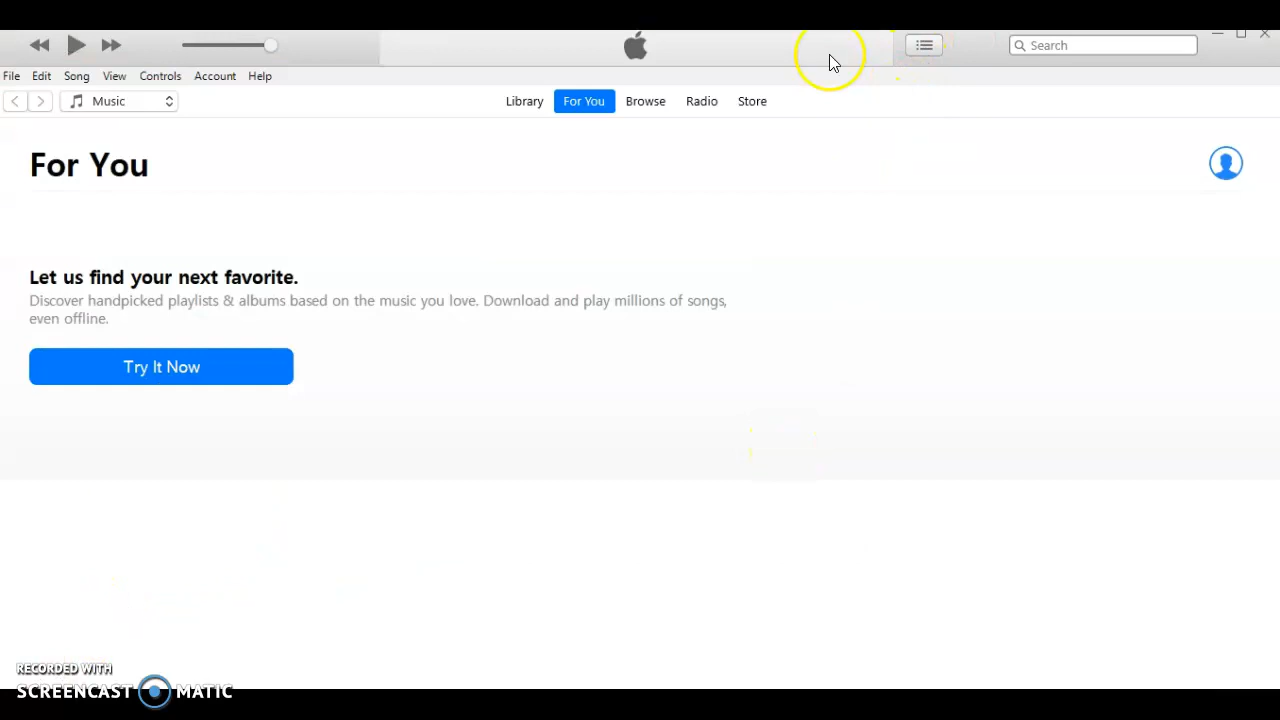 Search
File Edit Song View Controls Account Help
Music Library For You Browse Radio Store
For You
Let us find your next favorite.
Discover handpicked playlists & albums based on the music you love. Download and play millions of songs,
even offline.
Try It Now
RECORDED WITH
SCREENCAST MATIC